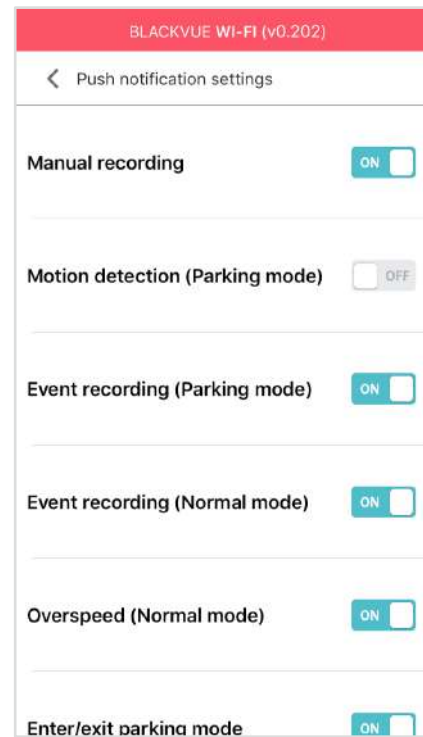 BLACKVUE WI-FI (v0.202)
Push notification settings
Manual recording ON
Motion detection (Parking mode) OFF
Event recording (Parking mode) ON
Event recording (Normal mode) ON
Overspeed (Normal mode) ON
Enter/exit parking mode ON